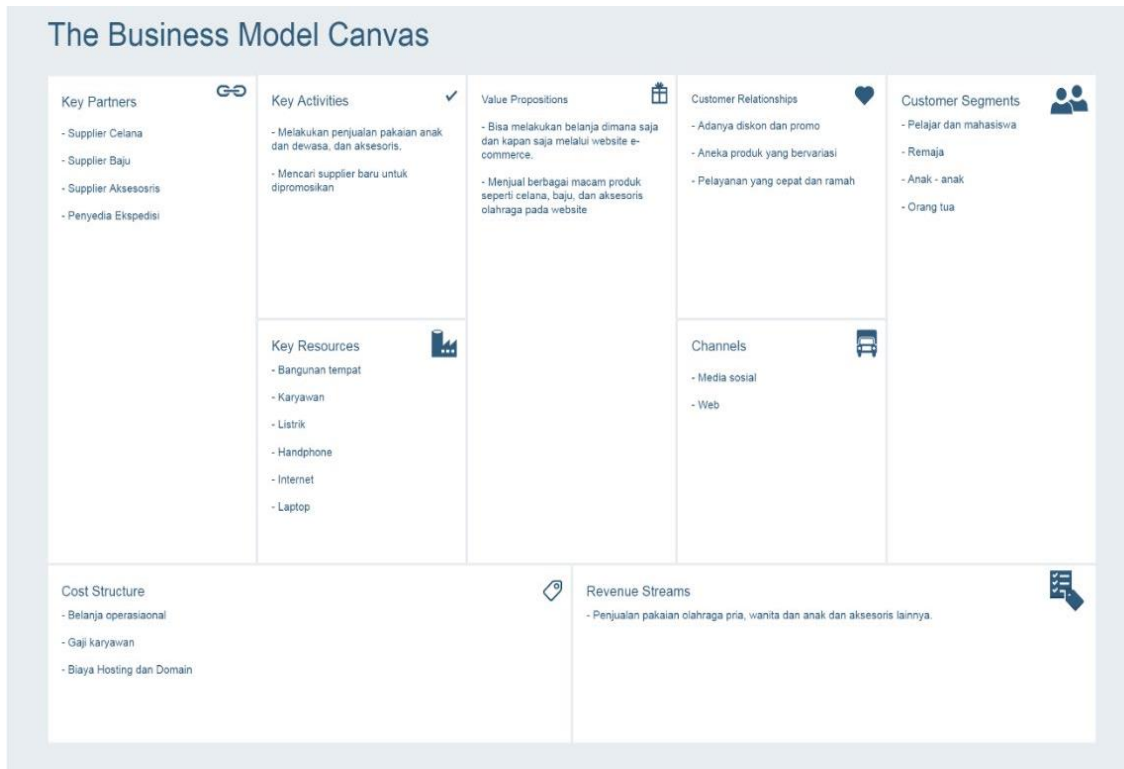 The Business Model Canvas
Key Partners
- Supplier Celana
- Supplier Baju
- Supplier Aksesosris
- Penyedia Ekspedisi
Key Activities
- Melakukan penjualan pakaian anak
dan dewasa, dan aksesoris.
- Mencari supplier baru untuk
dipromosikan
Key Resources
- Bangunan tempat
- Karyawan
- Listrik
- Handphone
- Internet
- Laptop
Value Propositions
- Bisa melakukan belanja dimana saja
dan kapan saja melalui website e-
commerce.
- Menjual berbagai macam produk
seperti celana, baju, dan aksesoris
olahraga pada website
Customer Relationships
- Adanya diskon dan promo
- Aneka produk yang bervariasi
- Pelayanan yang cepat dan ramah
Channels
- Media sosial
- Web
Customer Segments
- Pelajar dan mahasiswa
- Remaja
- Anak - anak
- Orang tua
Cost Structure
- Belanja operasiaonal
- Gaji karyawan
- Biaya Hosting dan Domain
Revenue Streams
- Penjualan pakaian olahraga pria, wanita dan anak dan aksesoris lainnya.